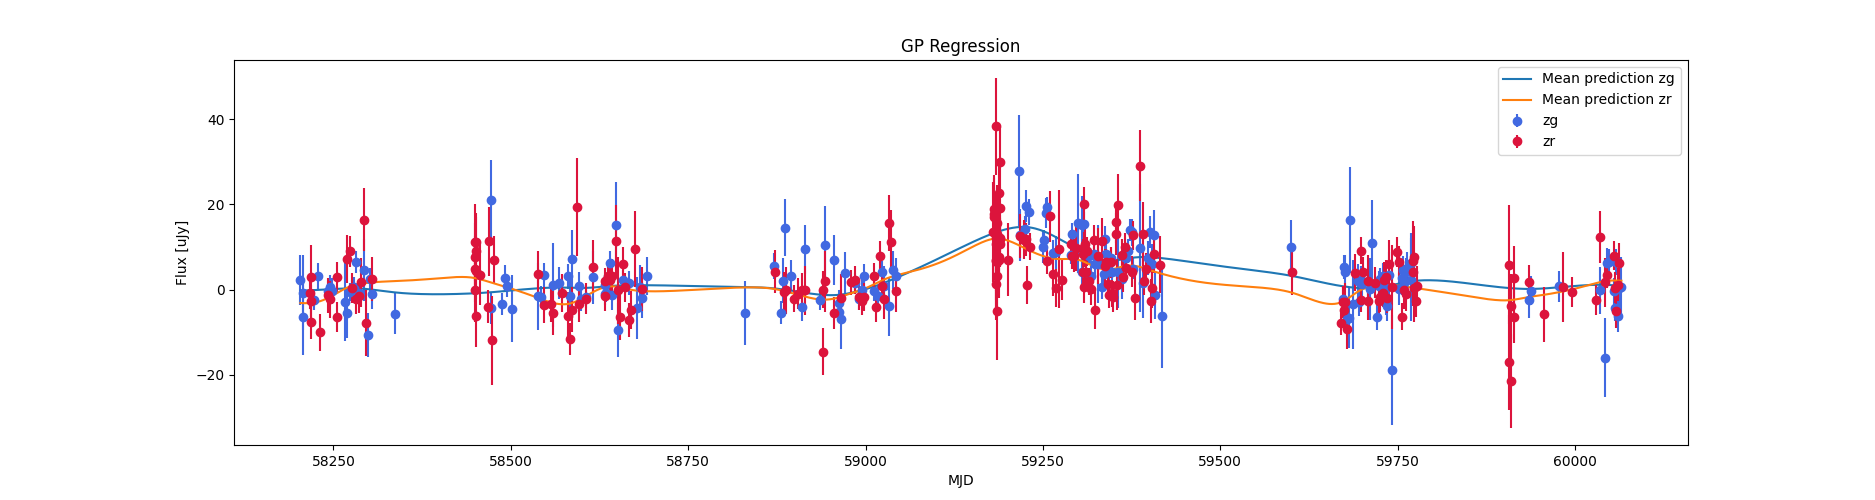 GP Regression
Flux [uJy]
40
20
0
−20
58250
58500
58750
59000
59250
59500
59750
60000
MJD
Mean prediction zg
Mean prediction zr
zg
zr